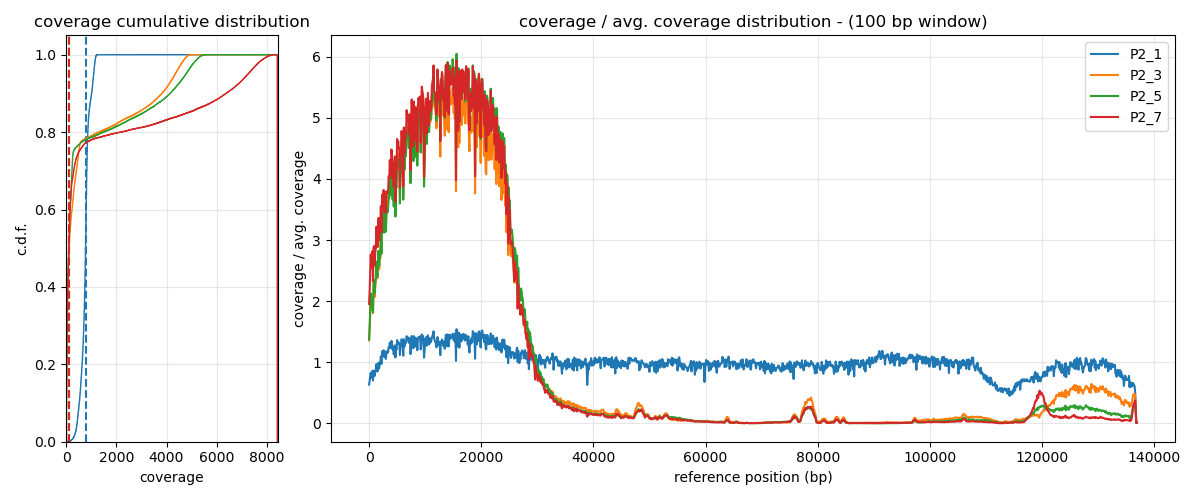 coverage cumulative distribution
1.0
0.8
0.6
0.4
0.2
0.0
c.d.f.
0
2000
4000
6000
8000
coverage
coverage / avg. coverage distribution - (100 bp window)
6
5
4
3
2
1
0
coverage / avg. coverage
0
20000
40000
60000
80000
100000
120000
140000
reference position (bp)
P2_1
P2_3
P2_5
P2_7